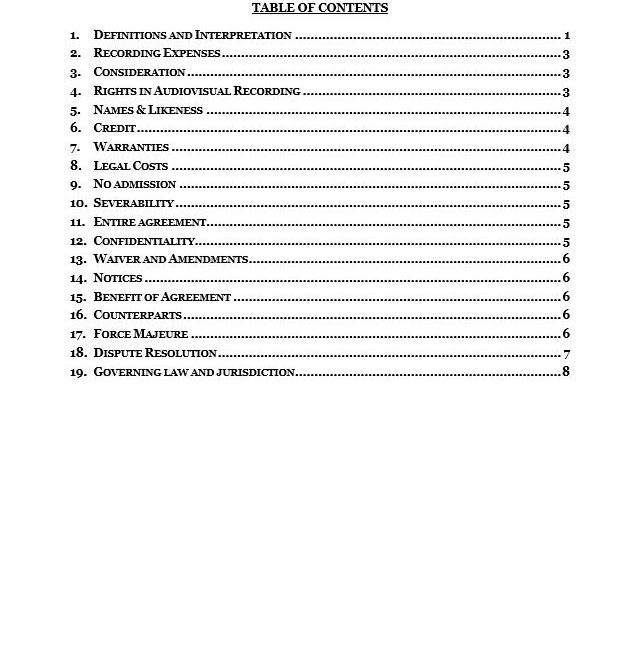 TABLE OF CONTENTS
1. DEFINITIONS AND INTERPRETATION ........................................ 1
2. RECORDING EXPENSES ........................................ 3
3. CONSIDERATION ........................................ 3
4. RIGHTS IN AUDIOVISUAL RECORDING ........................................ 3
5. NAMES & LIKENESS ........................................ 4
6. CREDIT ........................................ 4
7. WARRANTIES ........................................ 4
8. LEGAL COSTS ........................................ 5
9. NO ADMISSION ........................................ 5
10. SEVERABILITY ........................................ 5
11. ENTIRE AGREEMENT ........................................ 5
12. CONFIDENTIALITY ........................................ 5
13. WAIVER AND AMENDMENTS ........................................ 6
14. NOTICES ........................................ 6
15. BENEFIT OF AGREEMENT ........................................ 6
16. COUNTERPARTS ........................................ 6
17. FORCE MAJEURE ........................................ 6
18. DISPUTE RESOLUTION ........................................ 7
19. GOVERNING LAW AND JURISDICTION ........................................ 8